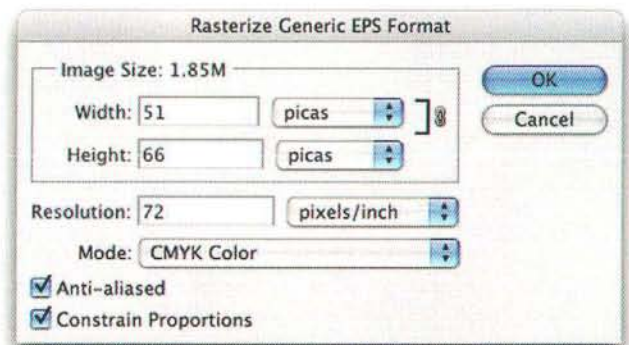 Rasterize Generic EPS Format
Image Size: 1.85M
OK
Width: 51 picas
Cancel
Height: 66 picas
Resolution: 72 pixels/inch
Mode: CMYK Color
Anti-aliased
Constrain Proportions